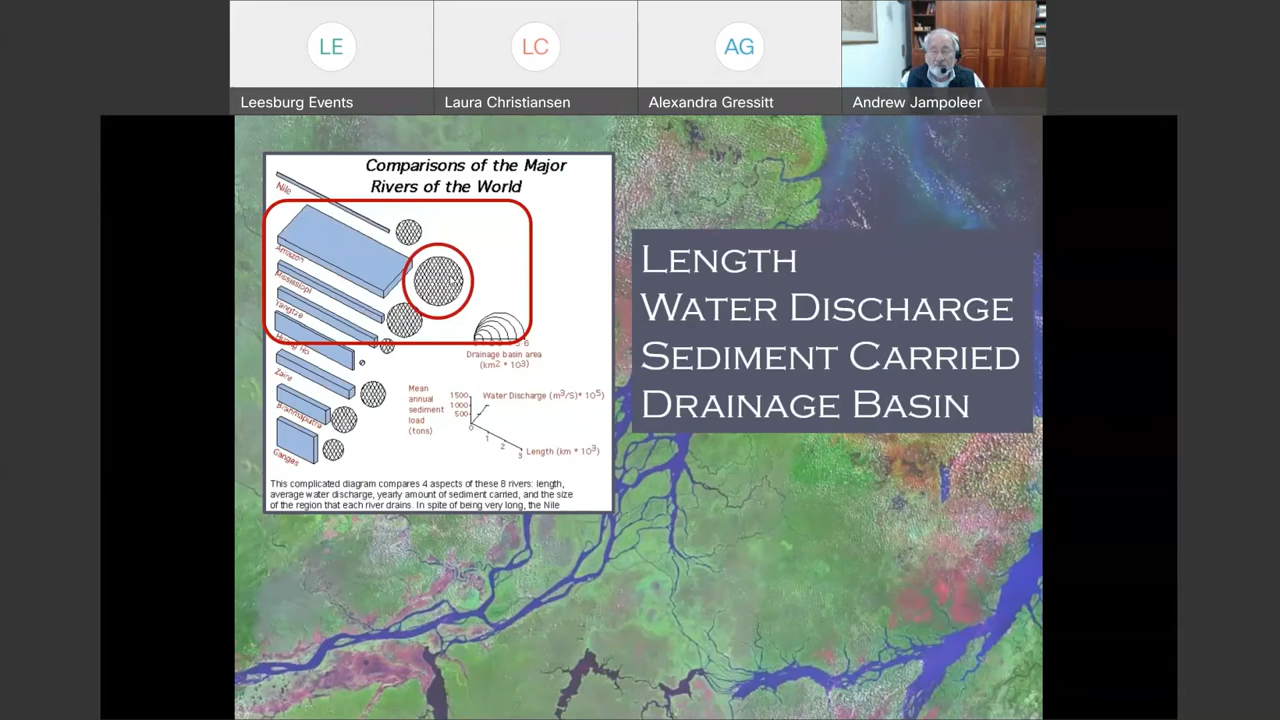 LE
LC
AG
Leesburg Events
Laura Christiansen
Alexandra Gressitt
Andrew Jampoleer
Comparisons of the Major
Rivers of the World
Nile
Amazon
Mississippi
Yangtze
Huang Ho
Zaire
Brahmaputra
Ganges
Drainage basin area
(km² * 10³)
Mean
annual
sediment
load
(tons)
1500
1000
500
0
1
2
3
Water Discharge (m³/S)* 10⁵)
Length (km * 10³)
This complicated diagram compares 4 aspects of these 8 rivers: length,
average water discharge, yearly amount of sediment carried, and the size
of the region that each river drains. In spite of being very long, the Nile
LENGTH
WATER DISCHARGE
SEDIMENT CARRIED
DRAINAGE BASIN